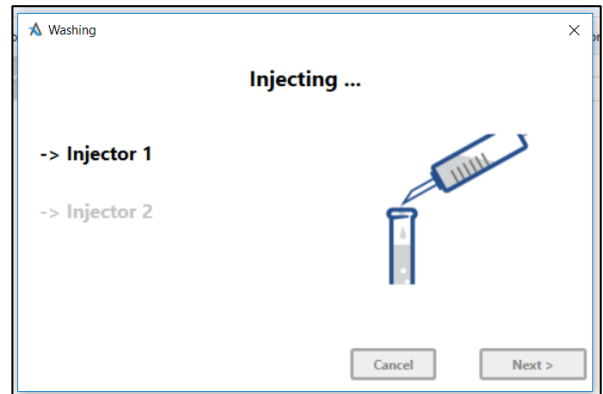 Washing
Injecting ...
-> Injector 1
-> Injector 2
Cancel
Next >